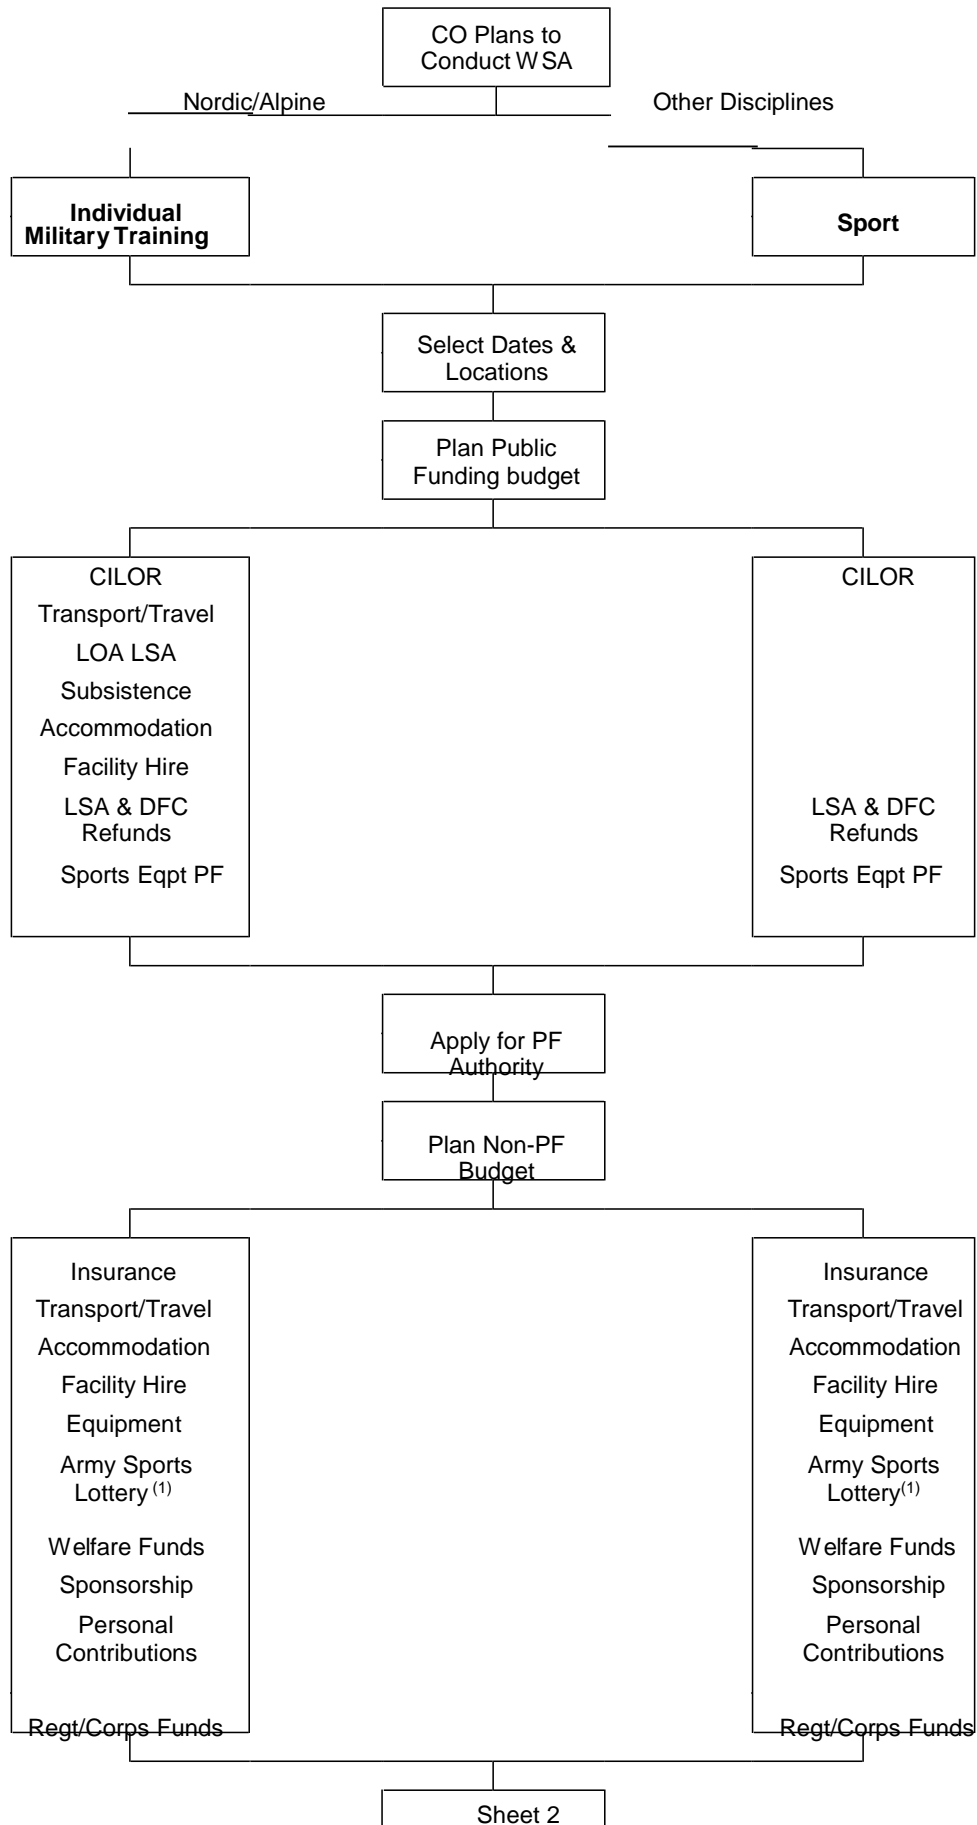 CO Plans to
Conduct WSA
Nordic/Alpine
Other Disciplines
Individual
Military Training
Sport
Select Dates &
Locations
Plan Public
Funding budget
CILOR
Transport/Travel
LOA LSA
Subsistence
Accommodation
Facility Hire
LSA & DFC
Refunds
Sports Eqpt PF
CILOR
LSA & DFC
Refunds
Sports Eqpt PF
Apply for PF
Authority
Plan Non-PF
Budget
Insurance
Transport/Travel
Accommodation
Facility Hire
Equipment
Army Sports
Lottery (1)
Welfare Funds
Sponsorship
Personal
Contributions
Regt/Corps Funds
Insurance
Transport/Travel
Accommodation
Facility Hire
Equipment
Army Sports
Lottery(1)
Welfare Funds
Sponsorship
Personal
Contributions
Regt/Corps Funds
Sheet 2